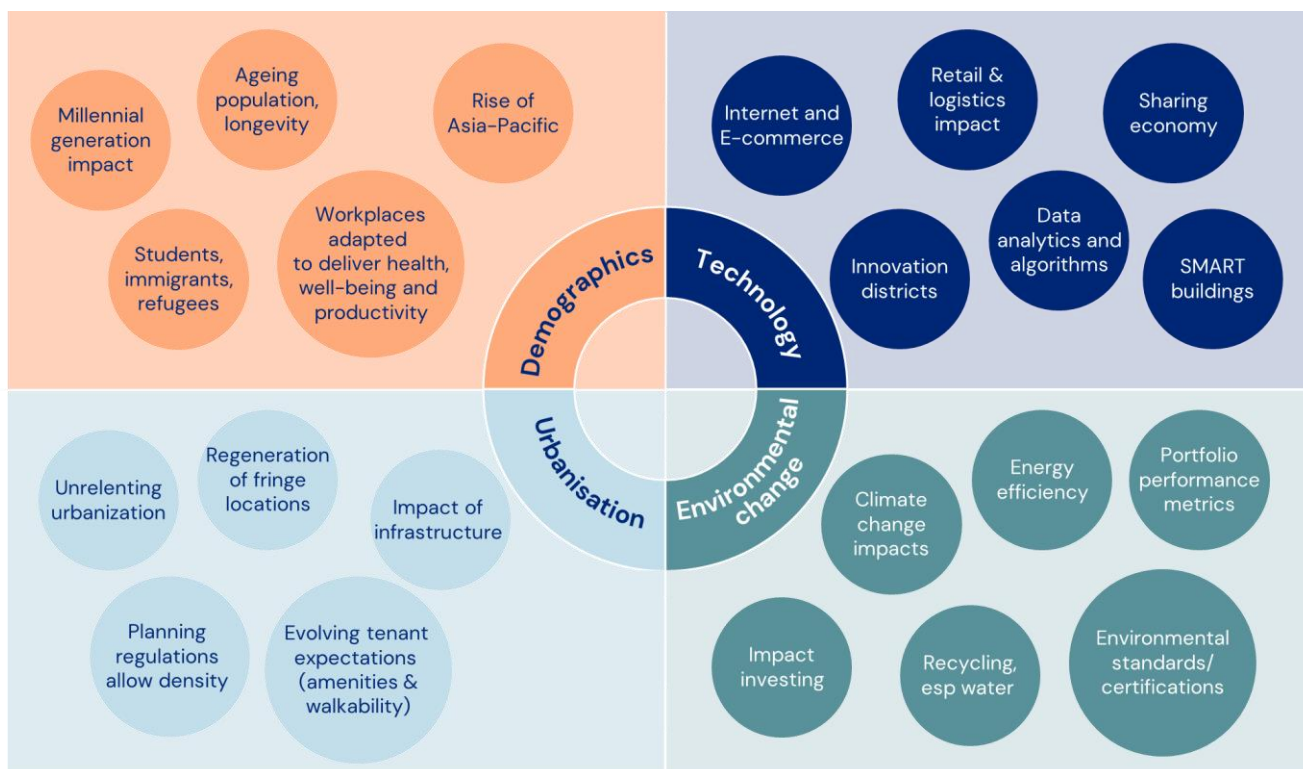 Millennial
generation
impact
Ageing
population,
longevity
Rise of
Asia-Pacific
Students,
immigrants,
refugees
Workplaces
adapted
to deliver health,
well-being and
productivity
Demographics
Internet and
E-commerce
Retail &
logistics
impact
Sharing
economy
Innovation
districts
Data
analytics and
algorithms
SMART
buildings
Technology
Unrelenting
urbanization
Regeneration
of fringe
locations
Impact of
infrastructure
Planning
regulations
allow density
Evolving tenant
expectations
(amenities &
walkability)
Urbanisation
Climate
change
impacts
Energy
efficiency
Portfolio
performance
metrics
Impact
investing
Recycling,
esp water
Environmental
standards/
certifications
Environmental
change